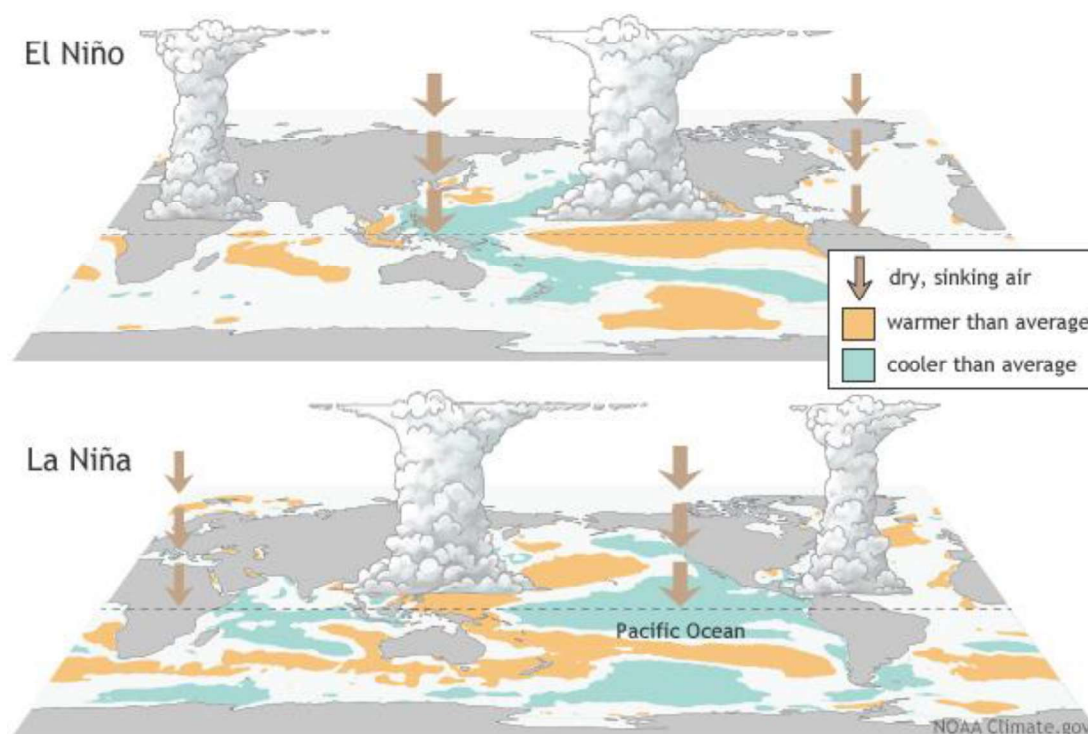 El Niño
dry, sinking air
warmer than average
cooler than average
La Niña
Pacific Ocean
NOAA Climate.gov